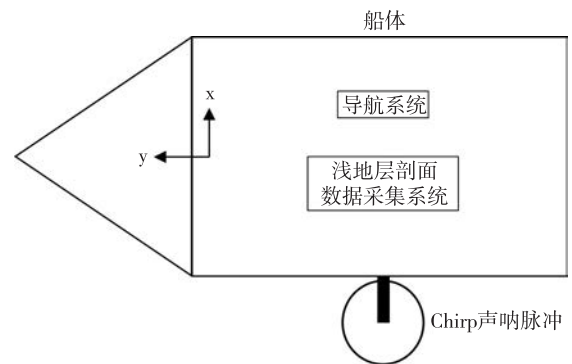 船体
导航系统
x
y
浅地层剖面
数据采集系统
Chirp声呐脉冲